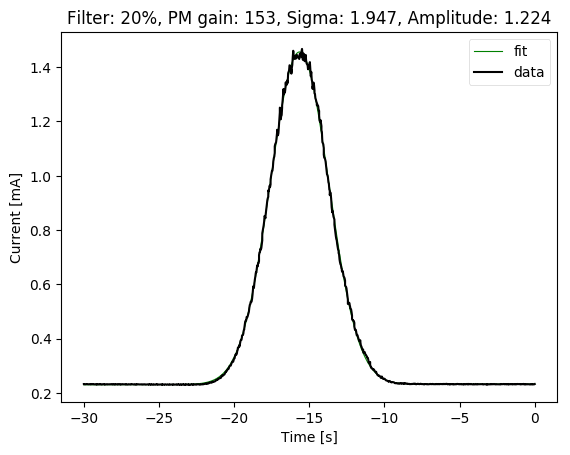 Filter: 20%, PM gain: 153, Sigma: 1.947, Amplitude: 1.224
fit
data
1.4
1.2
1.0
0.8
0.6
0.4
0.2
Current [mA]
−30
−25
−20
−15
−10
−5
0
Time [s]